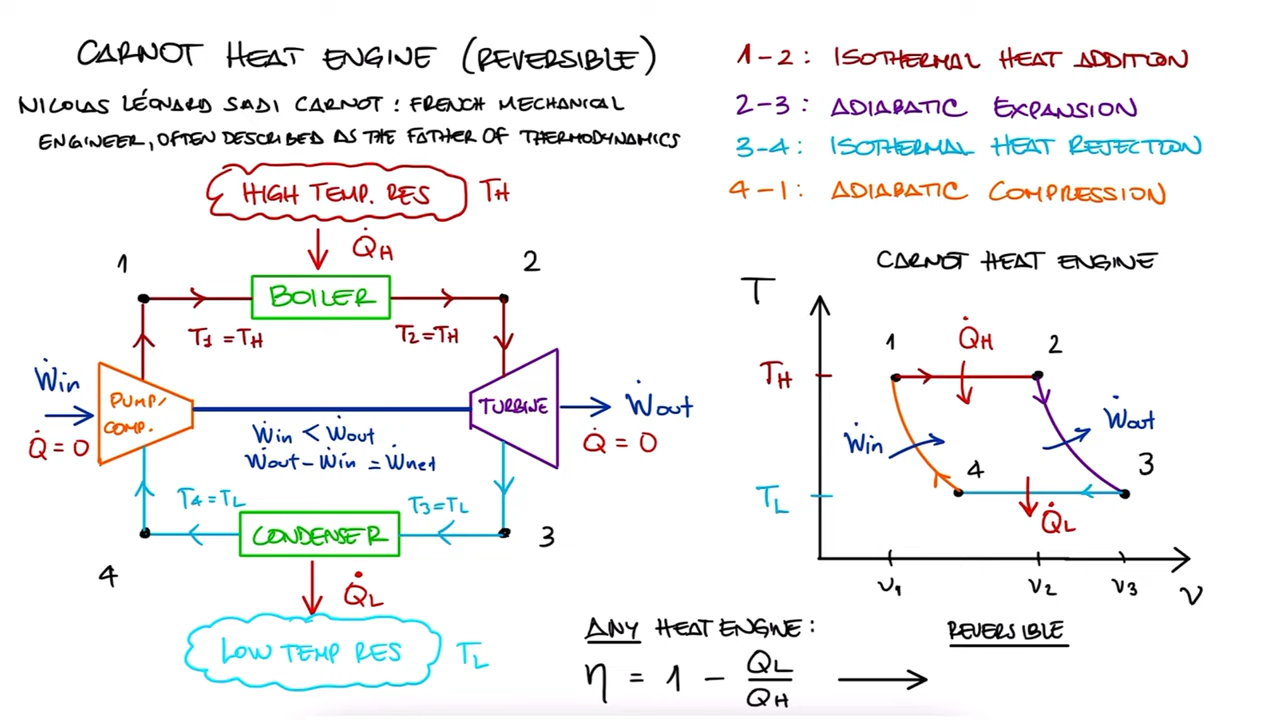 CARNOT HEAT ENGINE (REVERSIBLE)
NICOLAS LÉONARD SADI CARNOT : FRENCH MECHANICAL
ENGINEER, OFTEN DESCRIBED AS THE FATHER OF THERMODYNAMICS
1-2: ISOTHERMAL HEAT ADDITION
2-3: ADIABATIC EXPANSION
3-4: ISOTHERMAL HEAT REJECTION
4-1: ADIABATIC COMPRESSION
HIGH TEMP. RES
TH
Q̇H
1
2
BOILER
T1 = TH
T2 = TH
Ẇin
PUMP/
COMP.
Q̇ = 0
TURBINE
Ẇout
Q̇ = 0
Ẇin < Ẇout
Ẇout - Ẇin = Ẇnet
T4 = TL
T3 = TL
CONDENSER
4
3
Q̇L
LOW TEMP RES
TL
CARNOT HEAT ENGINE
T
1
Q̇H
2
TH
Ẇin
Ẇout
4
3
TL
Q̇L
ν1
ν2
ν3
ν
ANY HEAT ENGINE:
η = 1 - QL/QH
REVERSIBLE